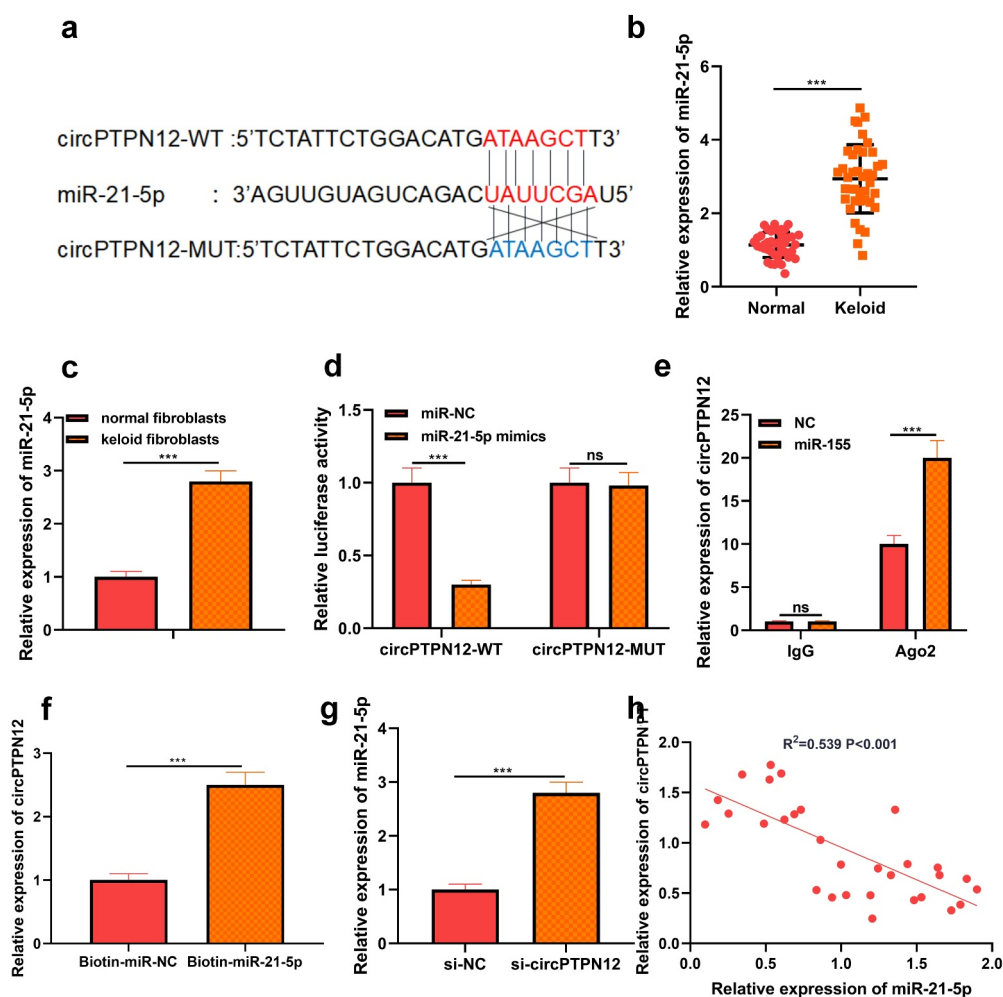 a
circPTPN12-WT :5’TCTATTCTGGACATGATAAGCTT3’
miR-21-5p : 3’AGUUGUAGUCAGACUAUUCGAU5’
circPTPN12-MUT:5’TCTATTCTGGACATGATAAGCTT3’
b
Relative expression of miR-21-5p
6
4
2
0
***
Normal Keloid
c
Relative expression of miR-21-5p
4
3
2
1
0
normal fibroblasts
keloid fibroblasts
***
d
Relative luciferase activity
1.5
1.0
0.5
0.0
miR-NC
miR-21-5p mimics
*** ns
circPTPN12-WT circPTPN12-MUT
e
Relative expression of circPTPN12
25
20
15
10
5
0
NC
miR-155
***
ns
IgG Ago2
f
Relative expression of circPTPN12
3
2
1
0
***
Biotin-miR-NC Biotin-miR-21-5p
g
Relative expression of miR-21-5p
4
3
2
1
0
***
si-NC si-circPTPN12
h
Relative expression of circPTPN1
2.0
1.5
1.0
0.5
0.0
R²=0.539 P<0.001
0.0 0.5 1.0 1.5 2.0
Relative expression of miR-21-5p